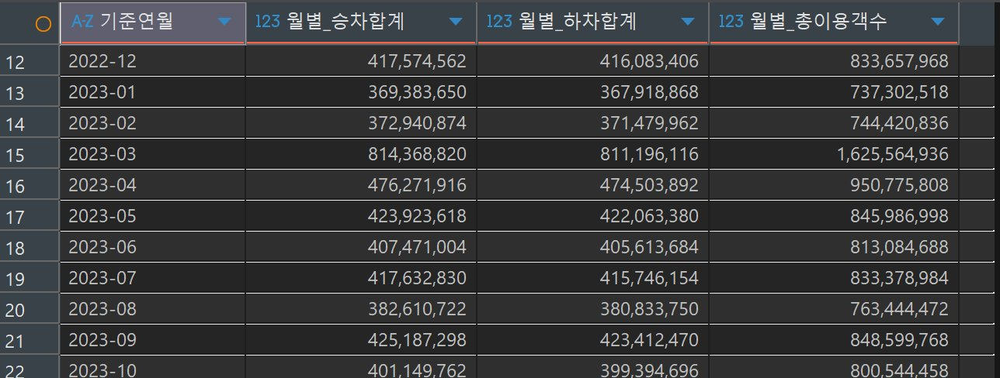 A-Z 기준연월 123 월별_승차합계 123 월별_하차합계 123 월별_총이용객수
12 2022-12 417,574,562 416,083,406 833,657,968
13 2023-01 369,383,650 367,918,868 737,302,518
14 2023-02 372,940,874 371,479,962 744,420,836
15 2023-03 814,368,820 811,196,116 1,625,564,936
16 2023-04 476,271,916 474,503,892 950,775,808
17 2023-05 423,923,618 422,063,380 845,986,998
18 2023-06 407,471,004 405,613,684 813,084,688
19 2023-07 417,632,830 415,746,154 833,378,984
20 2023-08 382,610,722 380,833,750 763,444,472
21 2023-09 425,187,298 423,412,470 848,599,768
22 2023-10 401,149,762 399,394,696 800,544,458